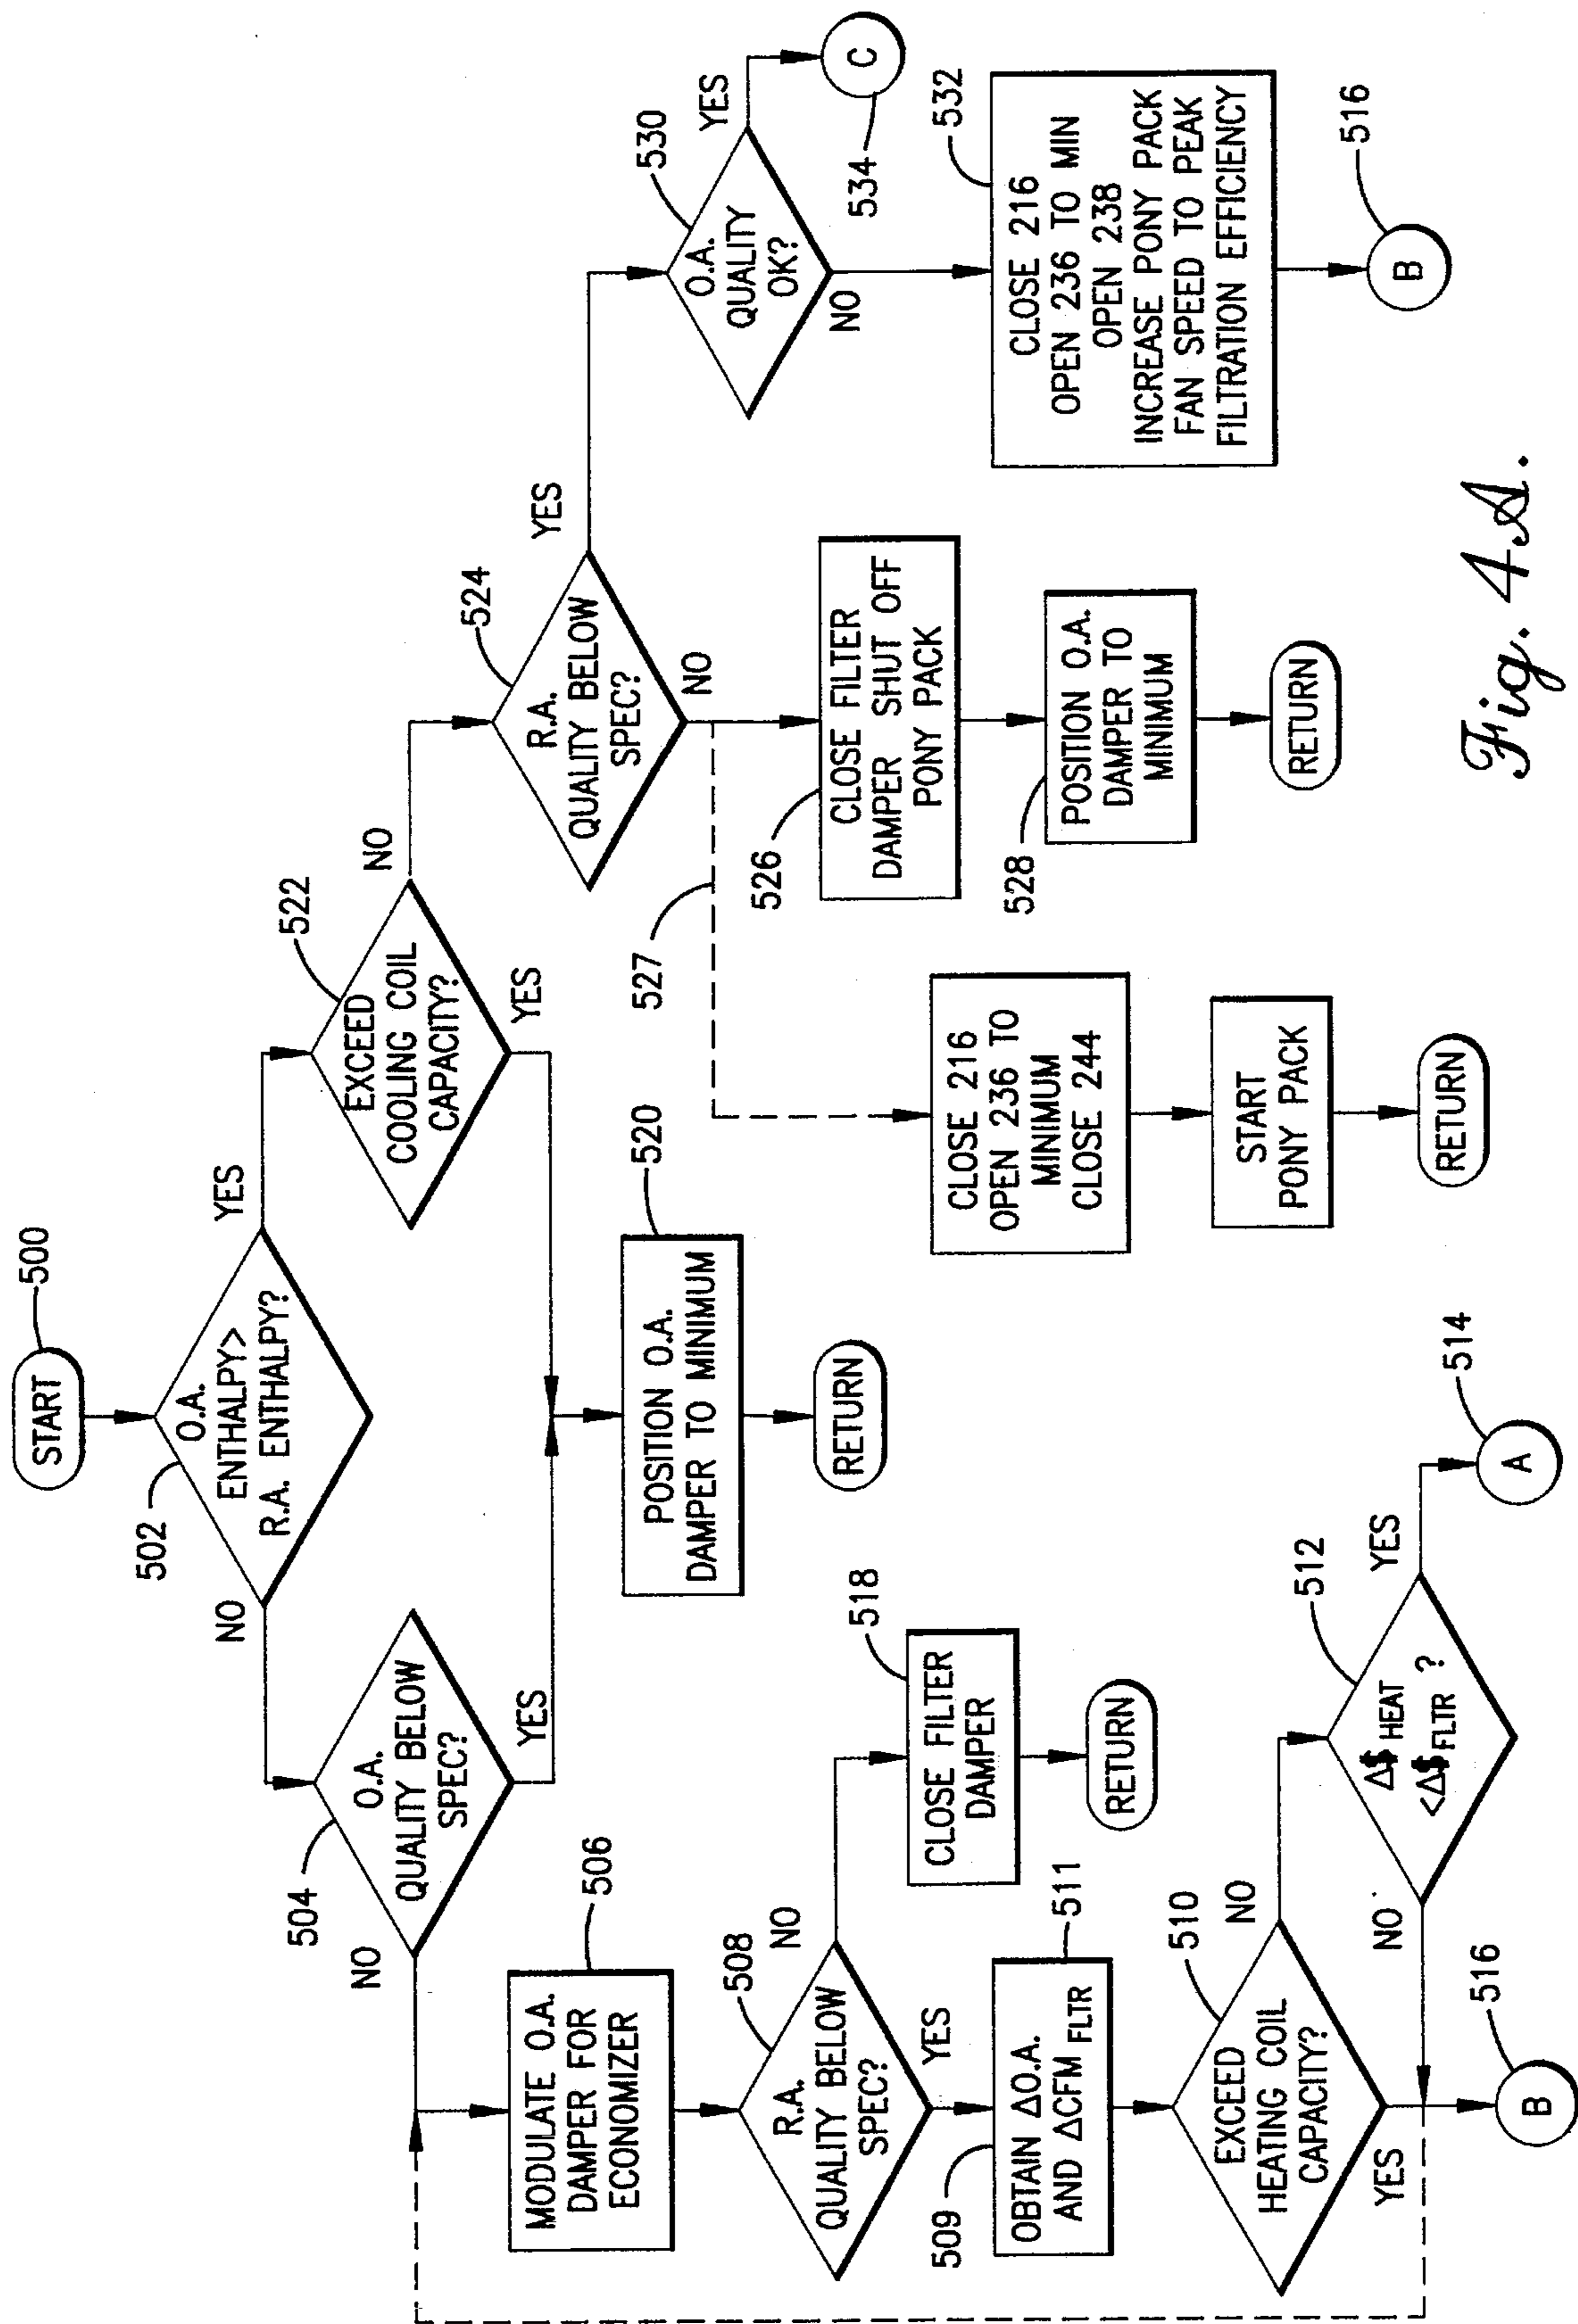 START
500
O.A.
ENTHALPY>
R.A. ENTHALPY?
502
NO
YES
O.A.
QUALITY BELOW
SPEC?
504
NO
YES
EXCEED
COOLING COIL
CAPACITY?
522
NO
YES
MODULATE O.A.
DAMPER FOR
ECONOMIZER
506
POSITION O.A.
DAMPER TO MINIMUM
520
RETURN
R.A.
QUALITY BELOW
SPEC?
524
YES
NO
527
R.A.
QUALITY BELOW
SPEC?
508
NO
YES
CLOSE FILTER
DAMPER
518
RETURN
OBTAIN ΔO.A.
AND ΔCFM FLTR
509
511
EXCEED
HEATING COIL
CAPACITY?
510
NO
YES
Δ$ HEAT
<Δ$ FLTR ?
512
YES
NO
A
514
B
516
CLOSE 216
OPEN 236 TO
MINIMUM
CLOSE 244
START
PONY PACK
RETURN
CLOSE FILTER
DAMPER SHUT OFF
PONY PACK
526
POSITION O.A.
DAMPER TO
MINIMUM
528
RETURN
O.A.
QUALITY
OK?
530
YES
NO
C
534
CLOSE 216
OPEN 236 TO MIN
OPEN 238
INCREASE PONY PACK
FAN SPEED TO PEAK
FILTRATION EFFICIENCY
532
B
516
Fig. 4A.